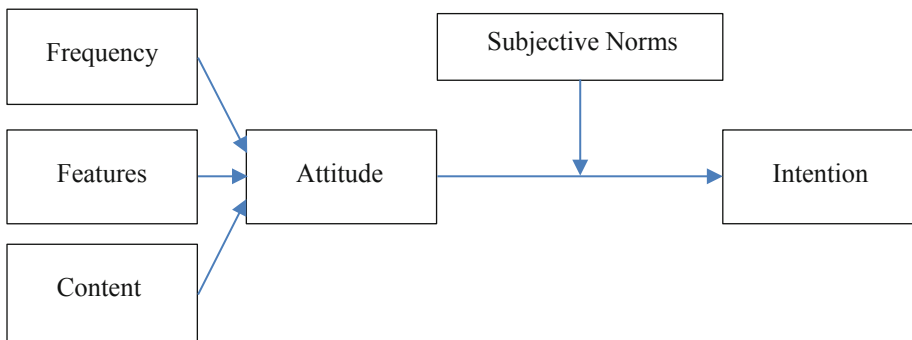 Frequency
Subjective Norms
Features
Attitude
Intention
Content